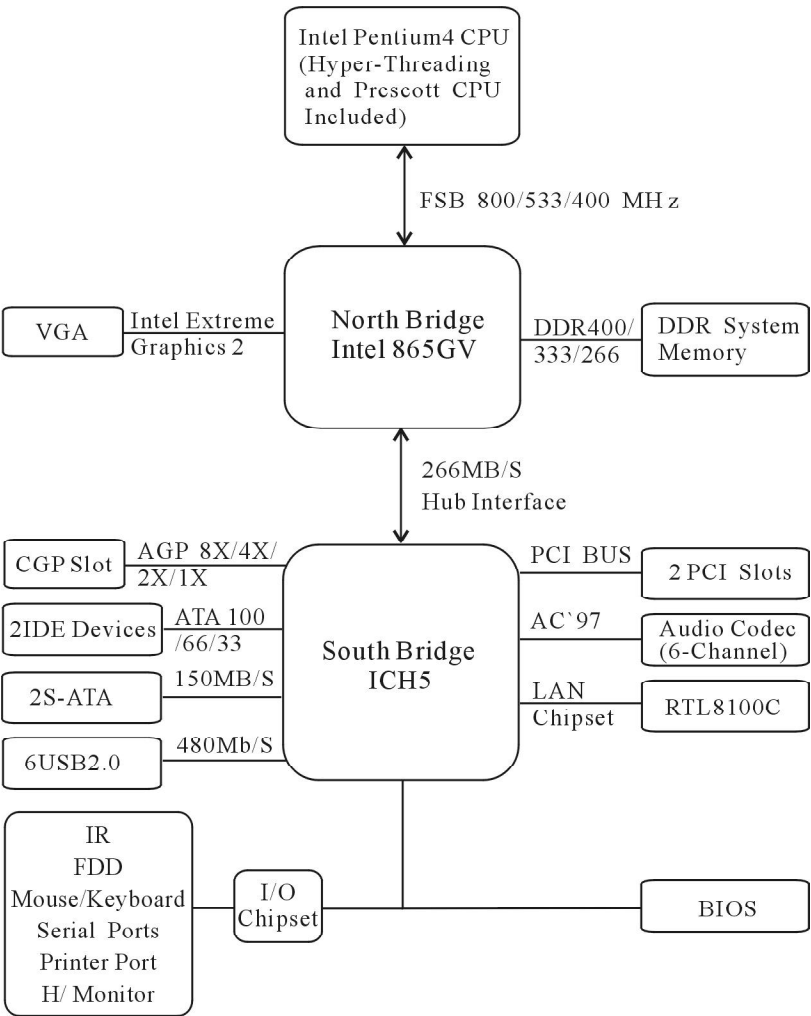 Intel Pentium4 CPU
(Hyper-Threading
and Prcscott CPU
Included)
FSB 800/533/400 MHz
VGA
Intel Extreme
Graphics 2
North Bridge
Intel 865GV
DDR400/
333/266
DDR System
Memory
266MB/S
Hub Interface
CGP Slot
AGP 8X/4X/
2X/1X
2IDE Devices
ATA 100
/66/33
2S-ATA
150MB/S
6USB2.0
480Mb/S
South Bridge
ICH5
PCI BUS
2 PCI Slots
AC`97
Audio Codec
(6-Channel)
LAN
Chipset
RTL8100C
IR
FDD
Mouse/Keyboard
Serial Ports
Printer Port
H/ Monitor
I/O
Chipset
BIOS